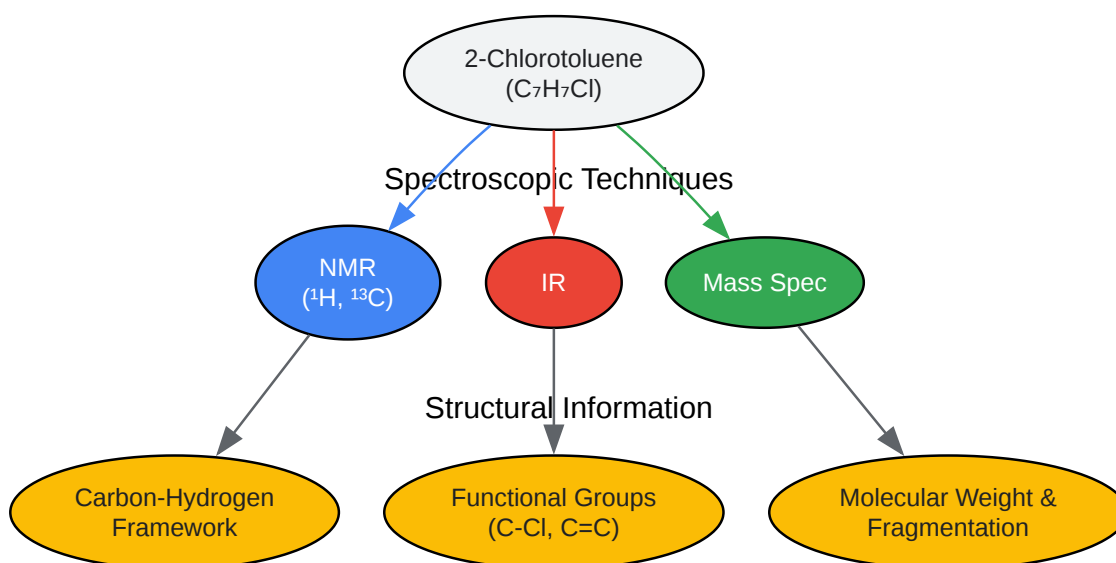 2-Chlorotoluene
(C₇H₇Cl)
Spectroscopic Techniques
NMR
(¹H, ¹³C)
IR
Mass Spec
Structural Information
Carbon-Hydrogen
Framework
Functional Groups
(C-Cl, C=C)
Molecular Weight &
Fragmentation